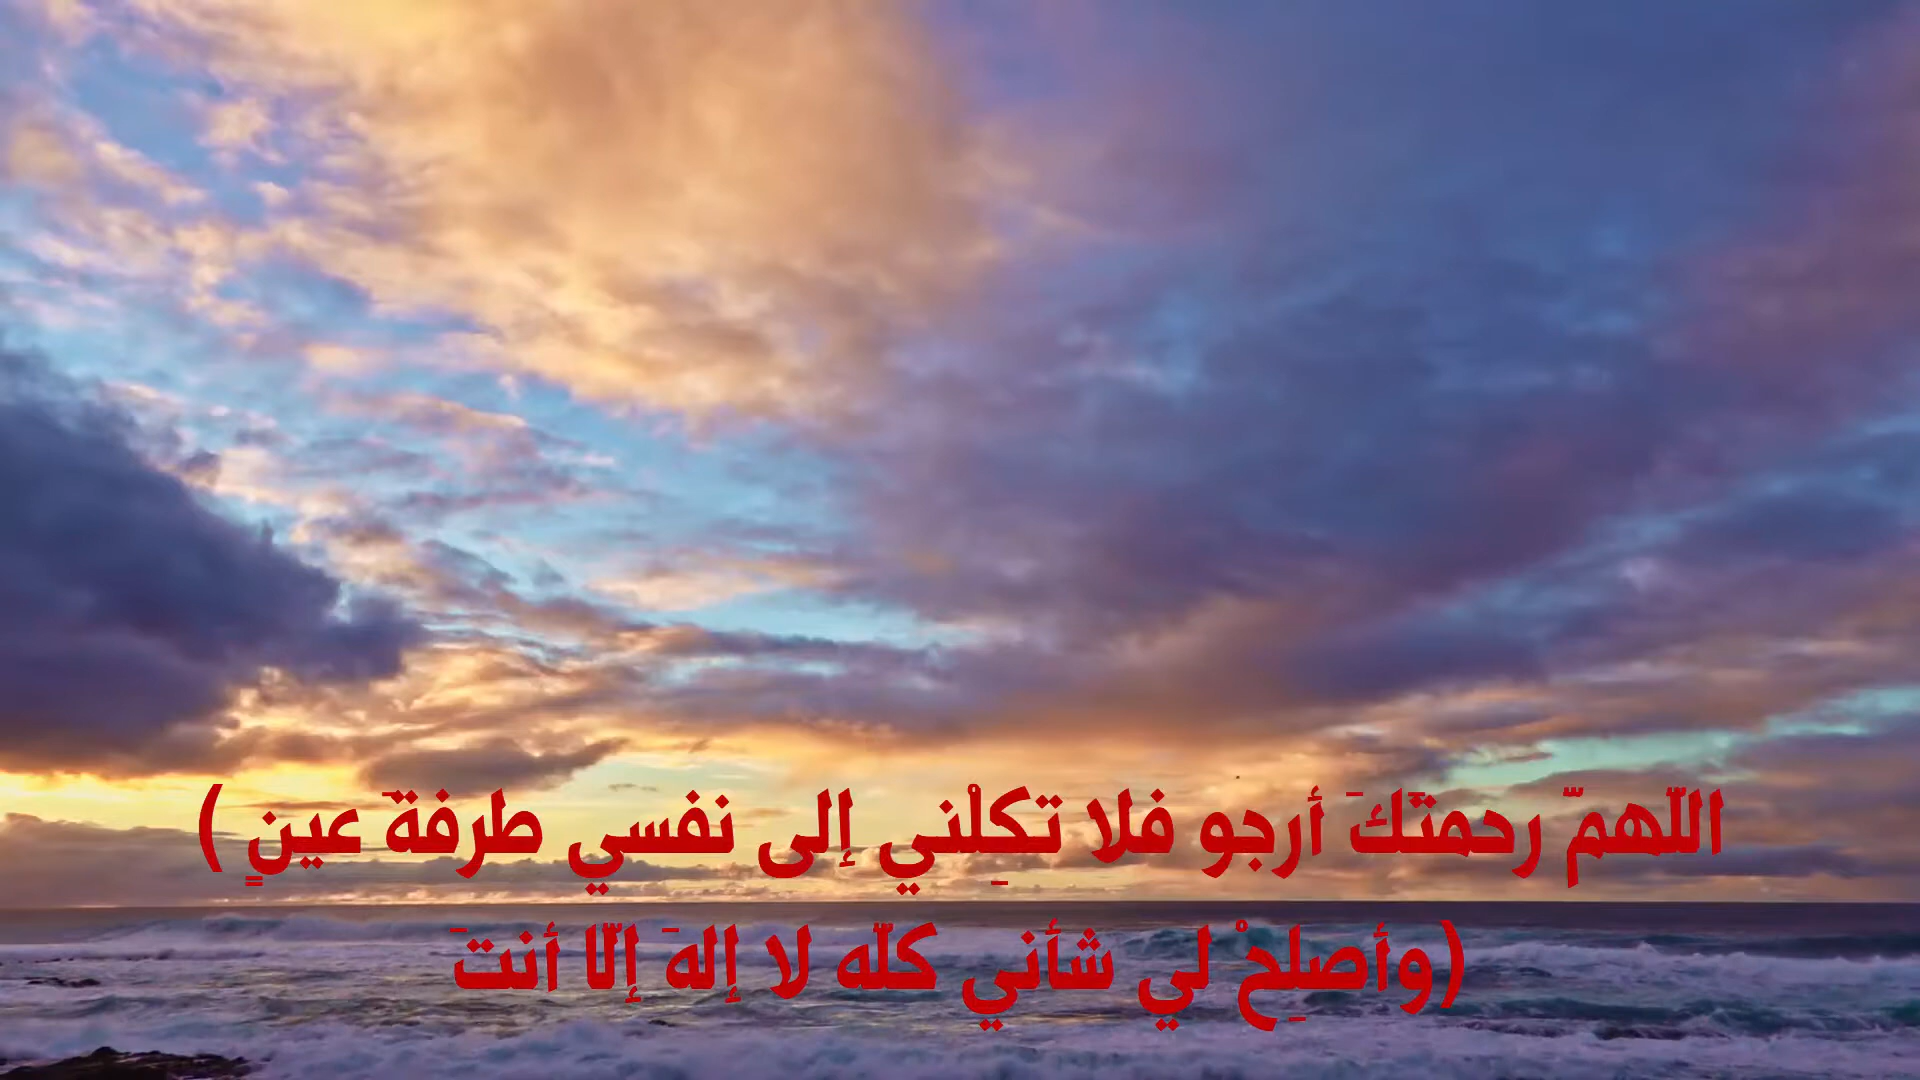 اللّهمّ رحمتَكَ أرجو فلا تكِلْني إلى نفسي طرفةَ عينٍ )
(وأصلِحْ لي شأني كلّه لا إلهَ إلّا أنتَ